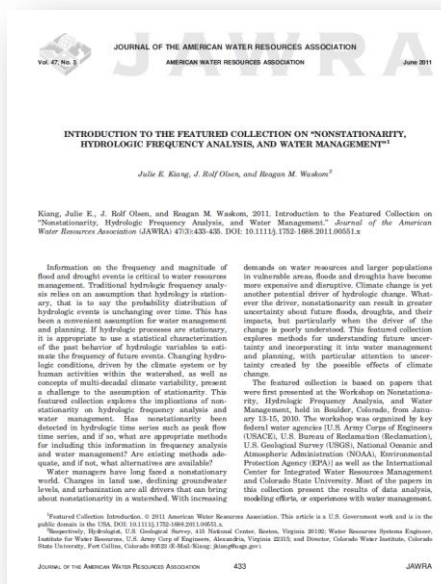 JOURNAL OF THE AMERICAN WATER RESOURCES ASSOCIATION
JAWRA
Vol. 47, No. 3
AMERICAN WATER RESOURCES ASSOCIATION
June 2011
INTRODUCTION TO THE FEATURED COLLECTION ON “NONSTATIONARITY,
HYDROLOGIC FREQUENCY ANALYSIS, AND WATER MANAGEMENT”1
Julie E. Kiang, J. Rolf Olsen, and Reagan M. Waskom2
Kiang, Julie E., J. Rolf Olsen, and Reagan M. Waskom, 2011. Introduction to the Featured Collection on
“Nonstationarity, Hydrologic Frequency Analysis, and Water Management.” Journal of the American
Water Resources Association (JAWRA) 47(3):433-435. DOI: 10.1111/j.1752-1688.2011.00551.x
Information on the frequency and magnitude of
flood and drought events is critical to water resources
management. Traditional hydrologic frequency analy-
sis relies on an assumption that hydrology is station-
ary, that is to say the probability distribution of
hydrologic events is unchanging over time. This has
been a convenient assumption for water management
and planning. If hydrologic processes are stationary,
it is appropriate to use a statistical characterization
of the past behavior of hydrologic variables to esti-
mate the frequency of future events. Changing hydro-
logic conditions, driven by the climate system or by
human activities within the watershed, as well as
concepts of multi-decadal climate variability, present
a challenge to the assumption of stationarity. This
featured collection explores the implications of non-
stationarity on hydrologic frequency analysis and
water management. Has nonstationarity been
detected in hydrologic time series such as peak flow
time series, and if so, what are appropriate methods
for including this information in frequency analysis
and water management? Are existing methods ade-
quate, and if not, what alternatives are available?
Water managers have long faced a nonstationary
world. Changes in land use, declining groundwater
levels, and urbanization are all drivers that can bring
about nonstationarity in a watershed. With increasing
demands on water resources and larger populations
in vulnerable areas, floods and droughts have become
more expensive and disruptive. Climate change is yet
another potential driver of hydrologic change. What-
ever the driver, nonstationarity can result in greater
uncertainty about future floods, droughts, and their
impacts, but particularly when the driver of the
change is poorly understood. This featured collection
explores methods for understanding future uncer-
tainty and incorporating it into water management
and planning, with particular attention to uncer-
tainty created by the possible effects of climate
change.
The featured collection is based on papers that
were first presented at the Workshop on Nonstationa-
rity, Hydrologic Frequency Analysis, and Water
Management, held in Boulder, Colorado, from Janu-
ary 13-15, 2010. The workshop was organized by key
federal water agencies [U.S. Army Corps of Engineers
(USACE), U.S. Bureau of Reclamation (Reclamation),
U.S. Geological Survey (USGS), National Oceanic and
Atmospheric Administration (NOAA), Environmental
Protection Agency (EPA)] as well as the International
Center for Integrated Water Resources Management
and Colorado State University. Most of the papers in
this collection present the results of data analysis,
modeling efforts, or experiences with water management.
1Featured Collection Introduction. © 2011 American Water Resources Association. This article is a U.S. Government work and is in the
public domain in the USA. DOI: 10.1111/j.1752-1688.2011.00551.x.
2Respectively, Hydrologist, U.S. Geological Survey, 415 National Center, Reston, Virginia 20192; Water Resources Systems Engineer,
Institute for Water Resources, U.S. Army Corp of Engineers, Alexandria, Virginia 22315; and Director, Colorado Water Institute, Colorado
State University, Fort Collins, Colorado 80523 (E-Mail/Kiang: jkiang@usgs.gov).
JOURNAL OF THE AMERICAN WATER RESOURCES ASSOCIATION
433
JAWRA